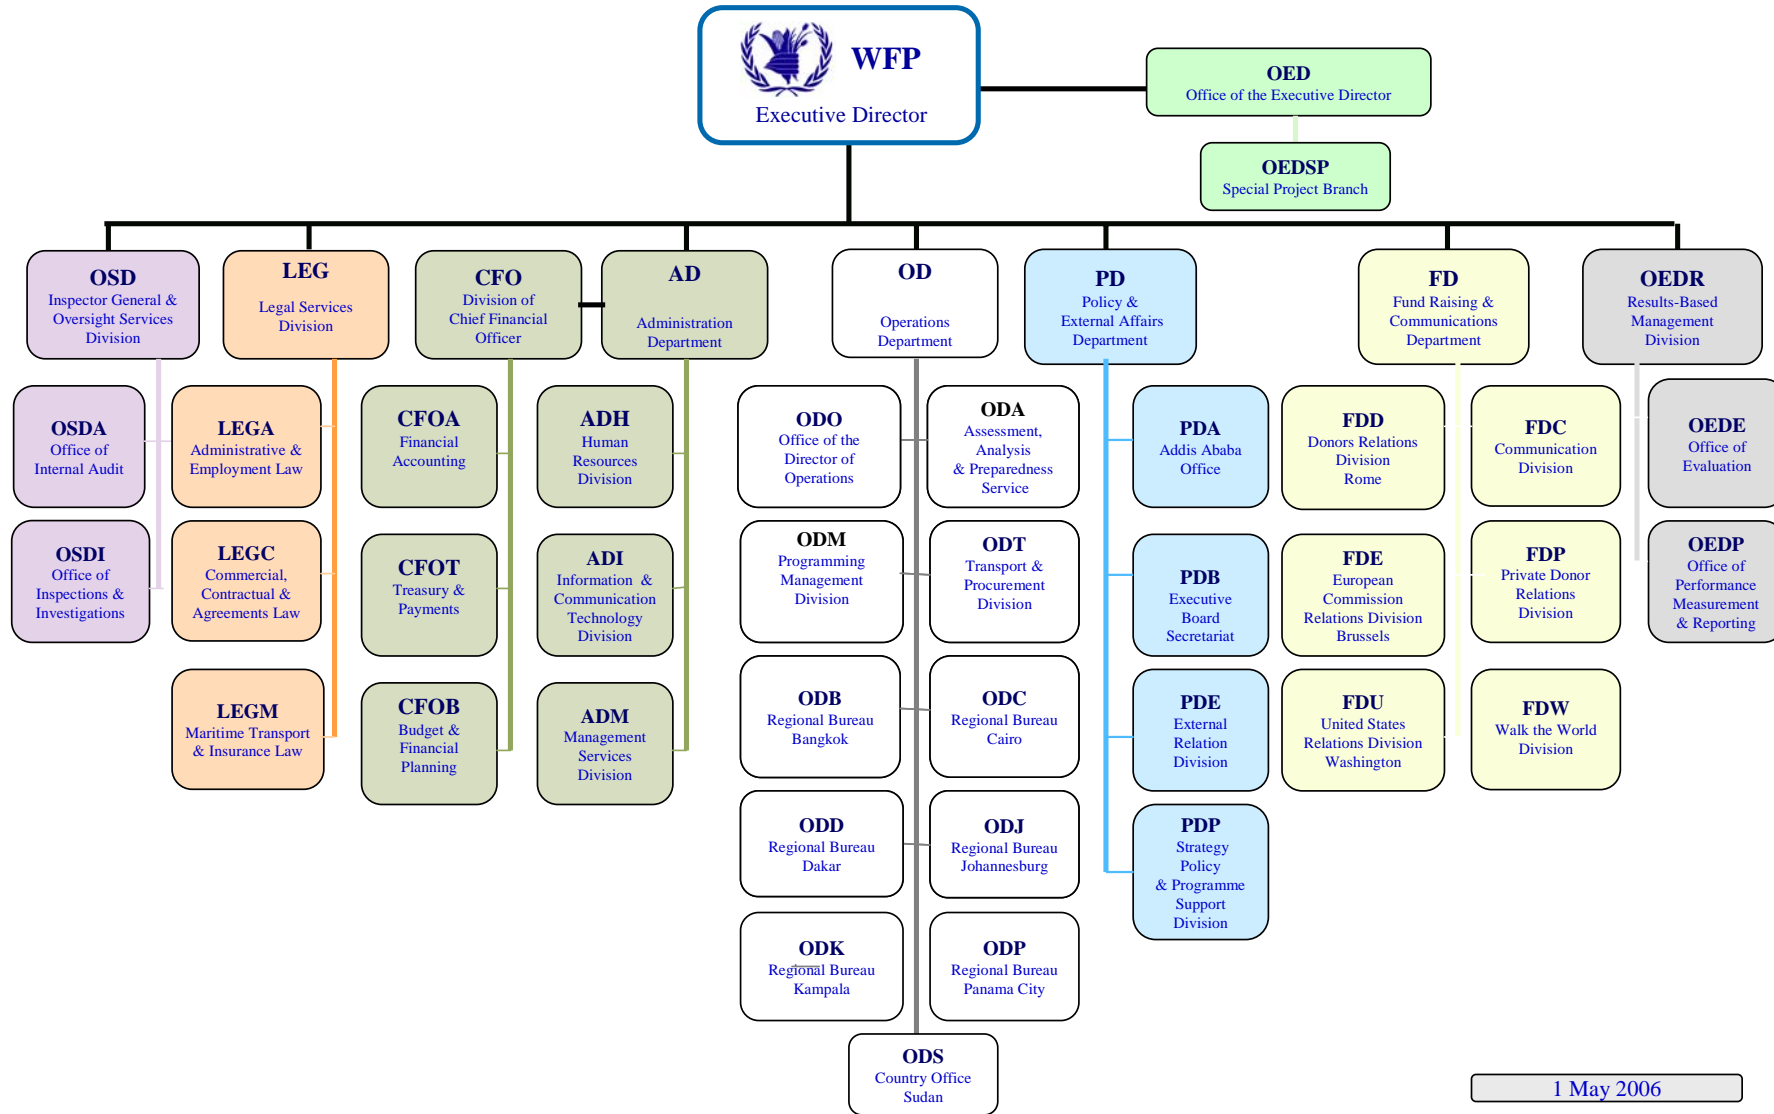 WFP
Executive Director
OED
Office of the Executive Director
OEDSP
Special Project Branch
OSD
Inspector General &
Oversight Services
Division
LEG
Legal Services
Division
CFO
Division of
Chief Financial
Officer
AD
Administration
Department
OD
Operations
Department
PD
Policy &
External Affairs
Department
FD
Fund Raising &
Communications
Department
OEDR
Results-Based
Management
Division
OSDA
Office of
Internal Audit
OSDI
Office of
Inspections &
Investigations
LEGA
Administrative &
Employment Law
LEGC
Commercial,
Contractual &
Agreements Law
LEGM
Maritime Transport
& Insurance Law
CFOA
Financial
Accounting
CFOT
Treasury &
Payments
CFOB
Budget &
Financial
Planning
ADH
Human
Resources
Division
ADI
Information &
Communication
Technology
Division
ADM
Management
Services
Division
ODO
Office of the
Director of
Operations
ODA
Assessment,
Analysis
& Preparedness
Service
ODM
Programming
Management
Division
ODT
Transport &
Procurement
Division
ODB
Regional Bureau
Bangkok
ODC
Regional Bureau
Cairo
ODD
Regional Bureau
Dakar
ODJ
Regional Bureau
Johannesburg
ODK
Regional Bureau
Kampala
ODP
Regional Bureau
Panama City
ODS
Country Office
Sudan
PDA
Addis Ababa
Office
PDB
Executive
Board
Secretariat
PDE
External
Relation
Division
PDP
Strategy
Policy
& Programme
Support
Division
FDD
Donors Relations
Division
Rome
FDC
Communication
Division
FDE
European
Commission
Relations Division
Brussels
FDP
Private Donor
Relations
Division
FDU
United States
Relations Division
Washington
FDW
Walk the World
Division
OEDE
Office of
Evaluation
OEDP
Office of
Performance
Measurement
& Reporting
1 May 2006